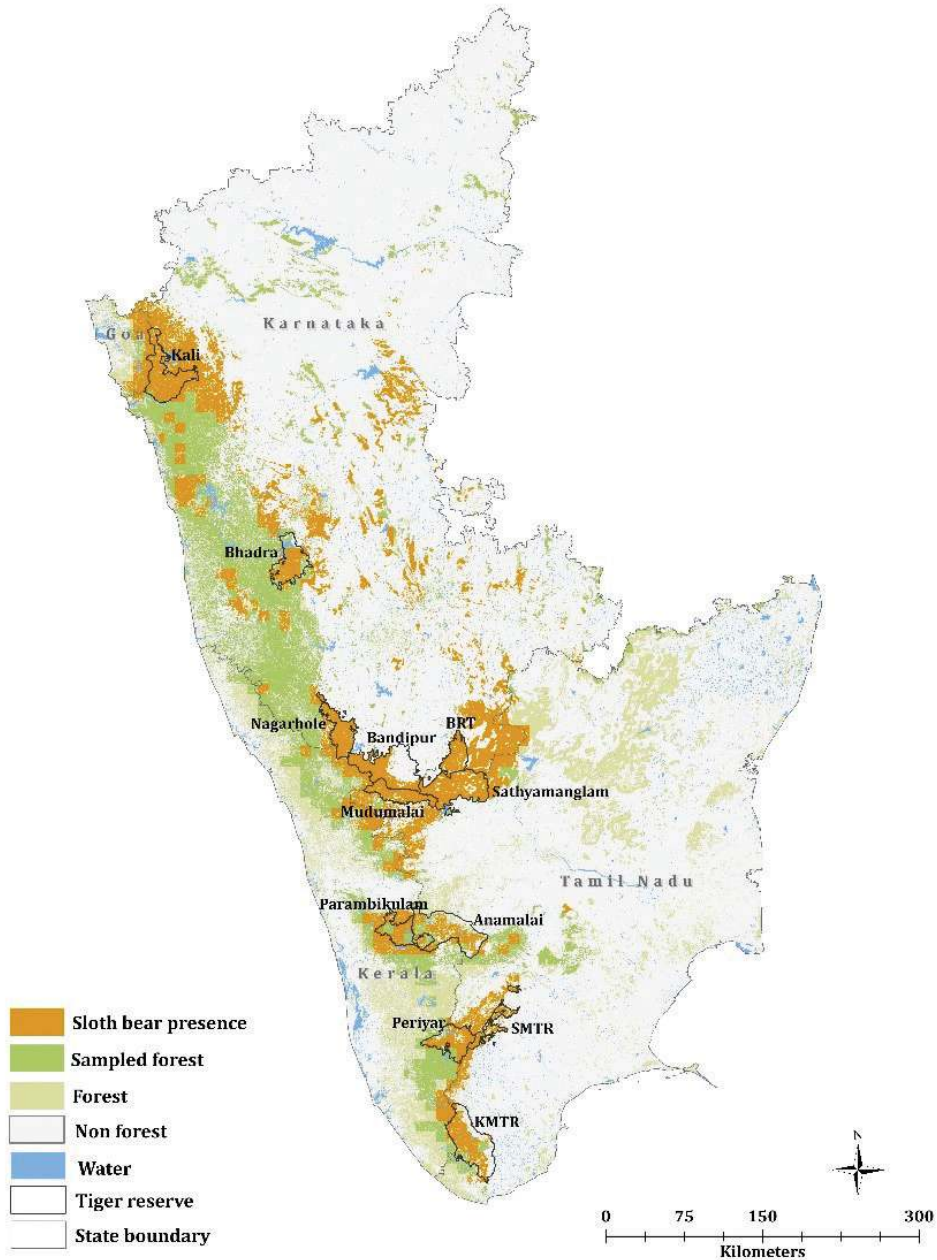 Karnataka
Goa
Kali
Bhadra
Nagarhole
Bandipur
BRT
Sathyamanglam
Mudumalai
Tamil Nadu
Parambikulam
Anamalai
Kerala
Periyar
SMTR
KMTR
Sloth bear presence
Sampled forest
Forest
Non forest
Water
Tiger reserve
State boundary
N
0 75 150 300
Kilometers